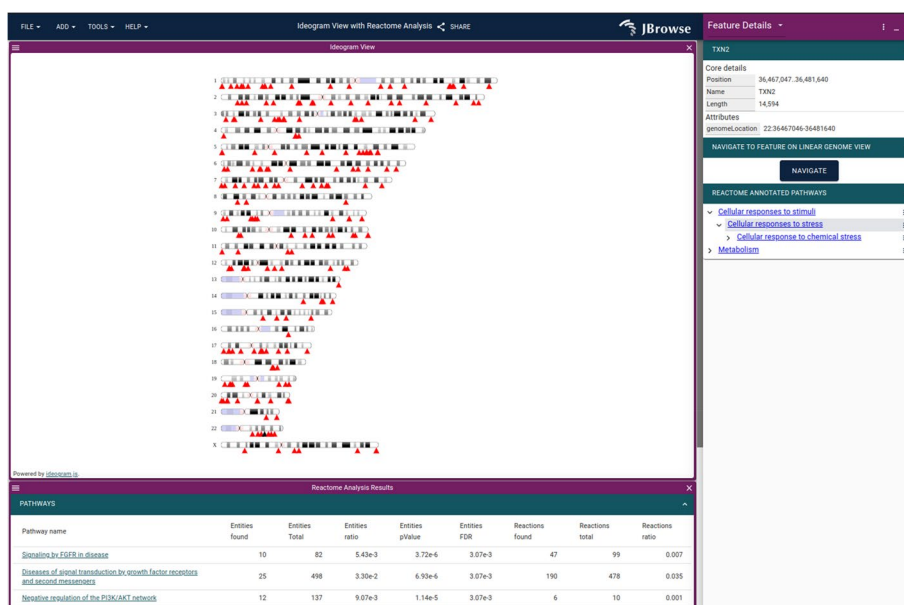 FILE ADD TOOLS HELP Ideogram View with Reactome Analysis SHARE JBrowse
Ideogram View
1
2
3
4
5
6
7
8
9
10
11
12
13
14
15
16
17
18
19
20
21
22
X
Powered by ideogram.js.
Reactome Analysis Results
PATHWAYS
Pathway name Entities found Entities Total Entities ratio Entities pValue Entities FDR Reactions found Reactions total Reactions ratio
Signaling by FGFR in disease 10 82 5.43e-3 3.72e-6 3.07e-3 47 99 0.007
Diseases of signal transduction by growth factor receptors
and second messengers 25 498 3.30e-2 6.93e-6 3.07e-3 190 478 0.035
Negative regulation of the PI3K/AKT network 12 137 9.07e-3 1.14e-5 3.07e-3 6 10 0.001
Feature Details
TXN2
Core details
Position 36,467,047..36,481,640
Name TXN2
Length 14,594
Attributes
genomeLocation 22:36467046-36481640
NAVIGATE TO FEATURE ON LINEAR GENOME VIEW
NAVIGATE
REACTOME ANNOTATED PATHWAYS
Cellular responses to stimuli
Cellular responses to stress
Cellular response to chemical stress
Metabolism